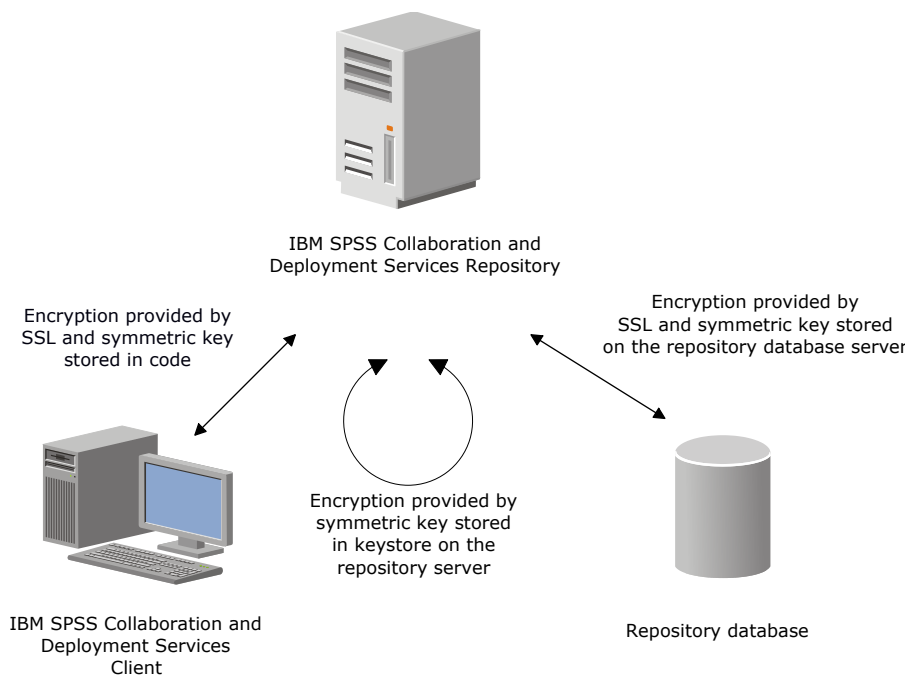 IBM SPSS Collaboration and
Deployment Services Repository
Encryption provided by
SSL and symmetric key
stored in code
Encryption provided by
SSL and symmetric key stored
on the repository database server
Encryption provided by
symmetric key stored
in keystore on the
repository server
IBM SPSS Collaboration and
Deployment Services
Client
Repository database